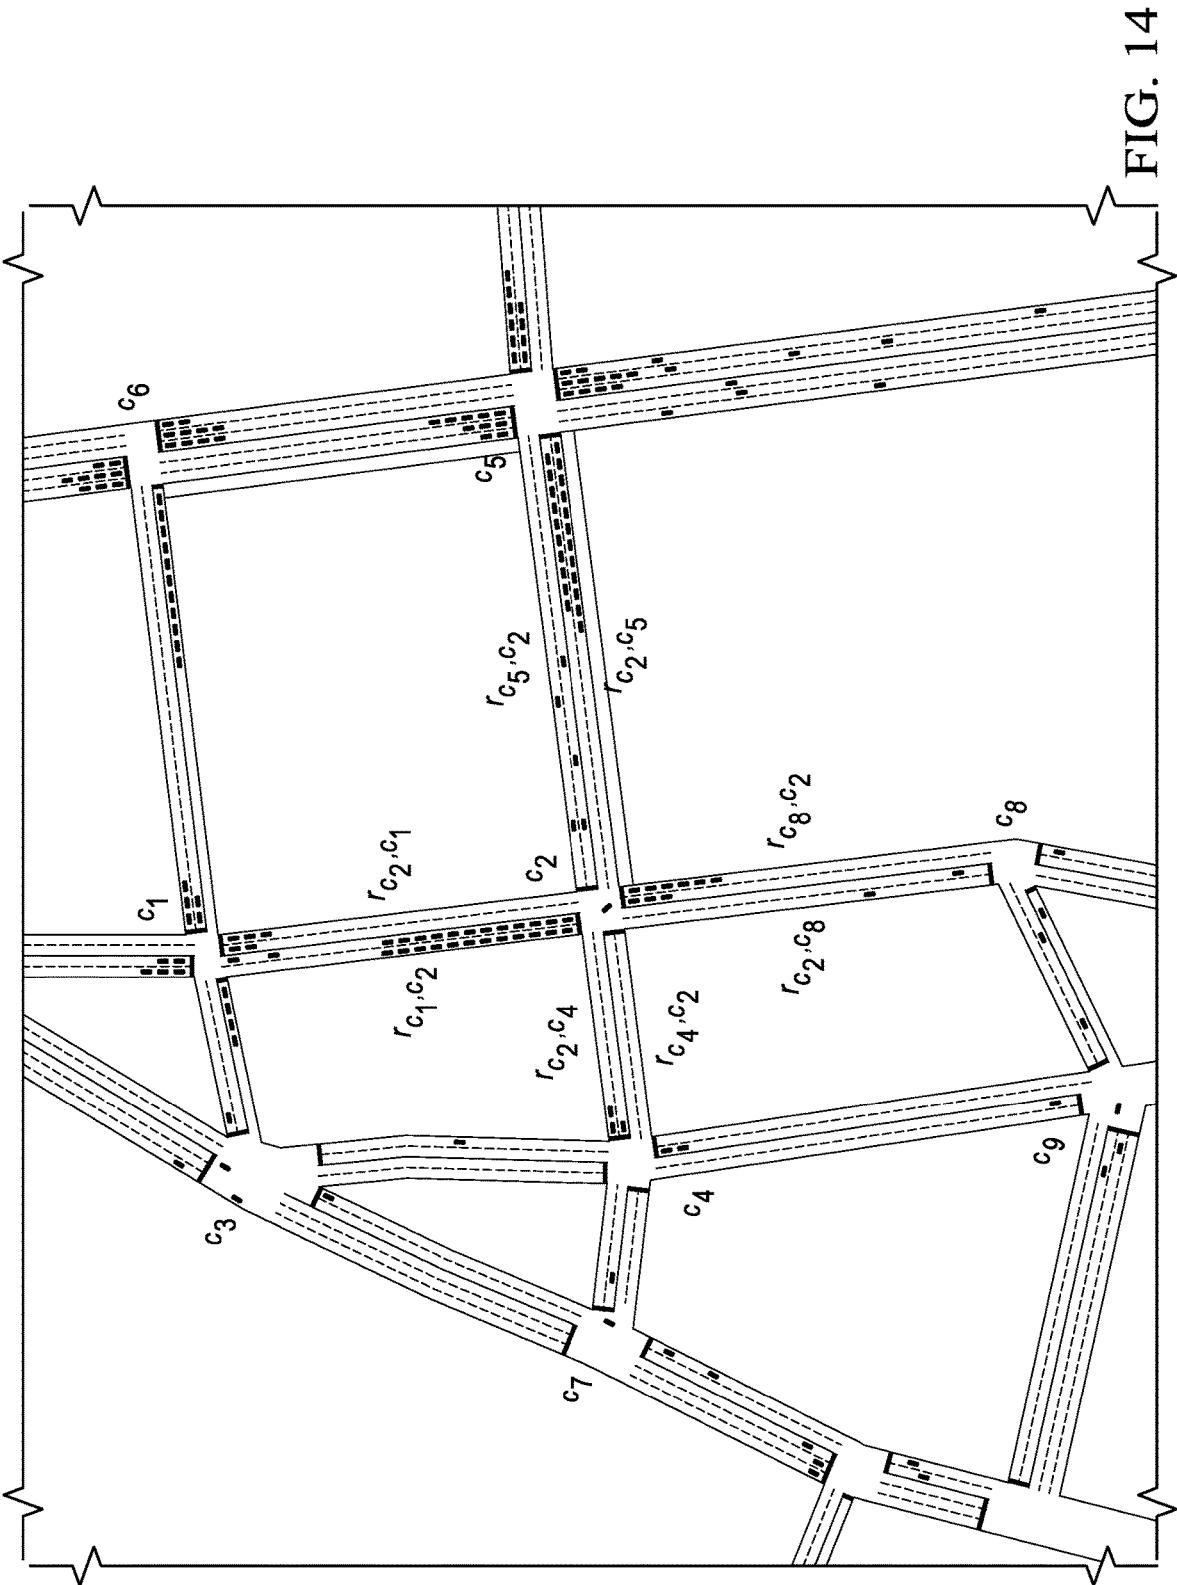 c6
c1
c3
rc2,c1
rc1,c2
c5
rc5,c2
c2
rc2,c4
c7
rc2,c5
rc4,c2
c4
rc8,c2
rc2,c8
c8
c9
FIG. 14